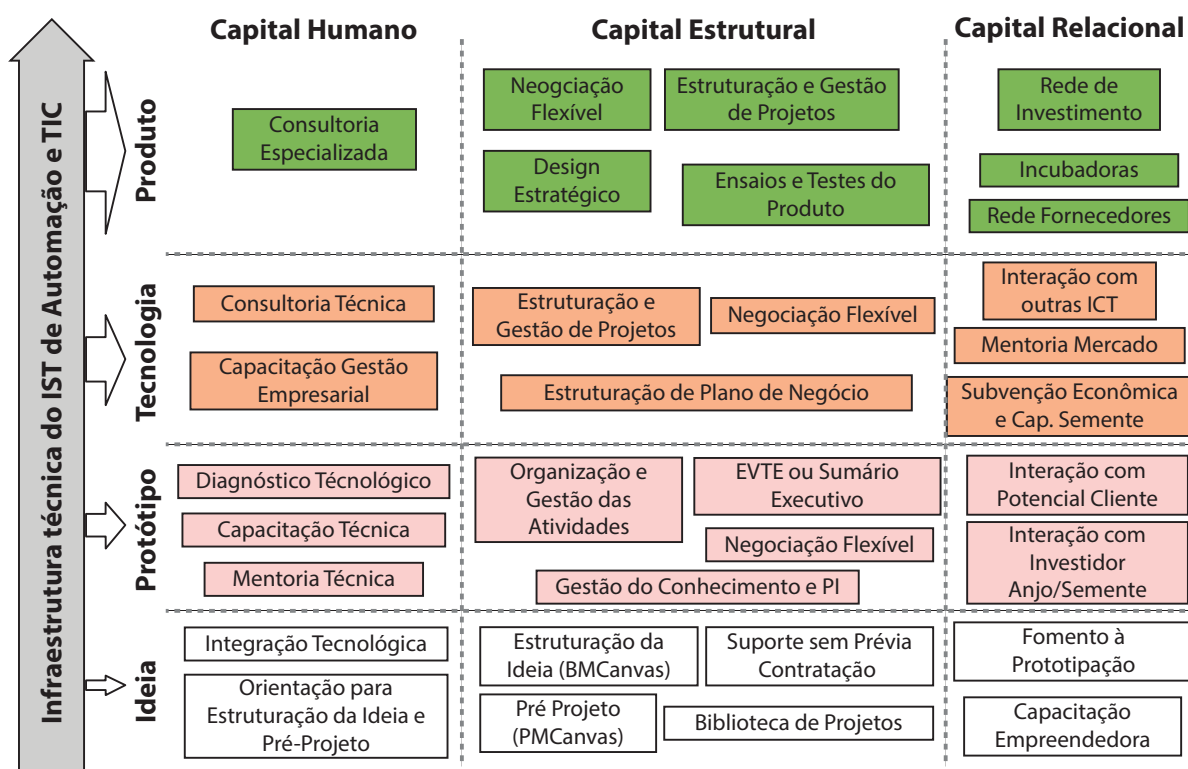 Capital Humano
Capital Estrutural
Capital Relacional
Infraestrutura técnica do IST de Automação e TIC
Produto
Consultoria
Especializada
Neogciação
Flexível
Estruturação e Gestão
de Projetos
Design
Estratégico
Ensaios e Testes do
Produto
Rede de
Investimento
Incubadoras
Rede Fornecedores
Tecnologia
Consultoria Técnica
Capacitação Gestão
Empresarial
Estruturação e
Gestão de Projetos
Negociação Flexível
Estruturação de Plano de Negócio
Interação com
outras ICT
Mentoria Mercado
Subvenção Econômica
e Cap. Semente
Protótipo
Diagnóstico Técnológico
Capacitação Técnica
Mentoria Técnica
Organização e
Gestão das
Atividades
EVTE ou Sumário
Executivo
Negociação Flexível
Gestão do Conhecimento e PI
Interação com
Potencial Cliente
Interação com
Investidor
Anjo/Semente
Ideia
Integração Tecnológica
Orientação para
Estruturação da Ideia e
Pré-Projeto
Estruturação da
Ideia (BMCanvas)
Suporte sem Prévia
Contratação
Pré Projeto
(PMCanvas)
Biblioteca de Projetos
Fomento à
Prototipação
Capacitação
Empreendedora